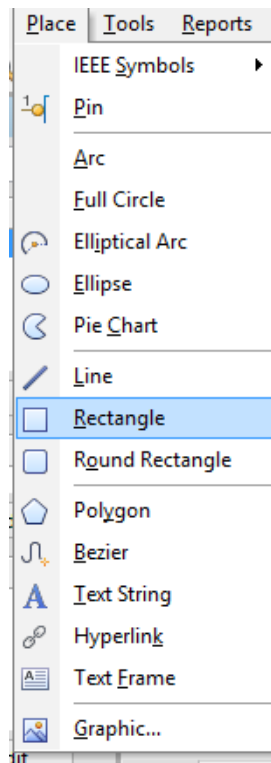 Place Tools Reports
IEEE Symbols
1
Pin
Arc
Full Circle
Elliptical Arc
Ellipse
Pie Chart
Line
Rectangle
Round Rectangle
Polygon
Bezier
A Text String
Hyperlink
A Text Frame
Graphic...